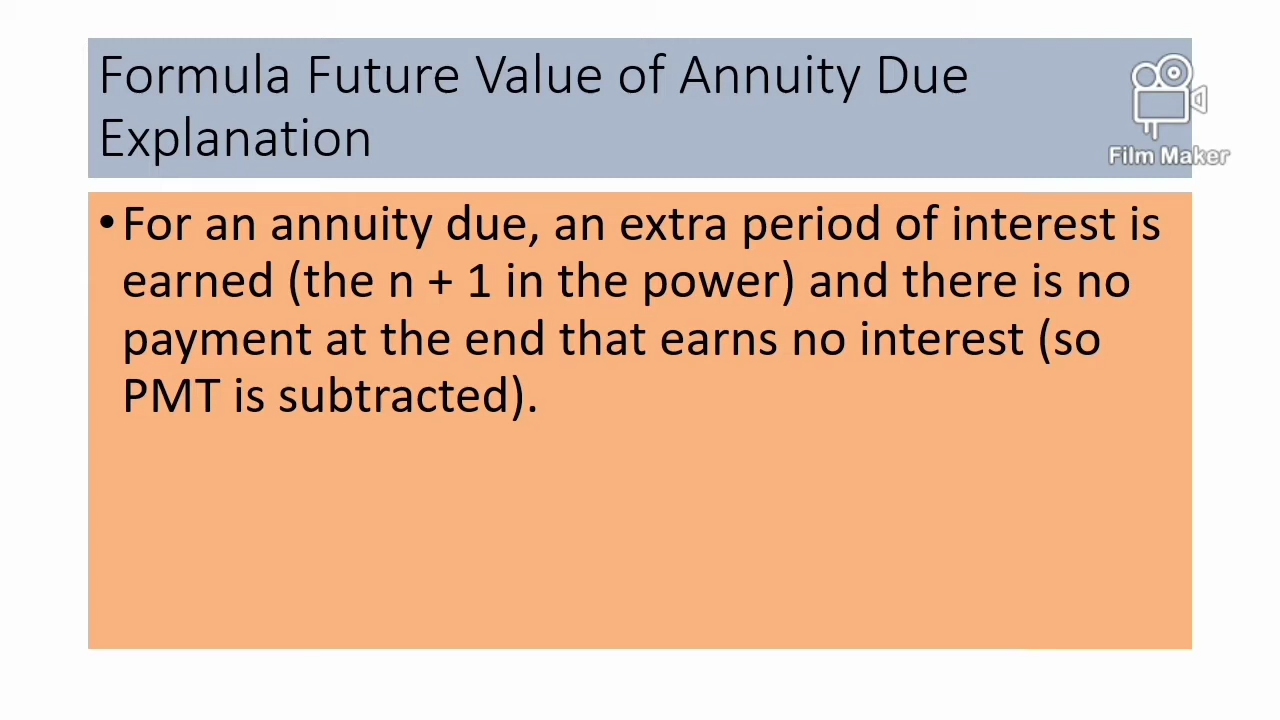 Formula Future Value of Annuity Due
Explanation
Film Maker
•For an annuity due, an extra period of interest is
earned (the n + 1 in the power) and there is no
payment at the end that earns no interest (so
PMT is subtracted).